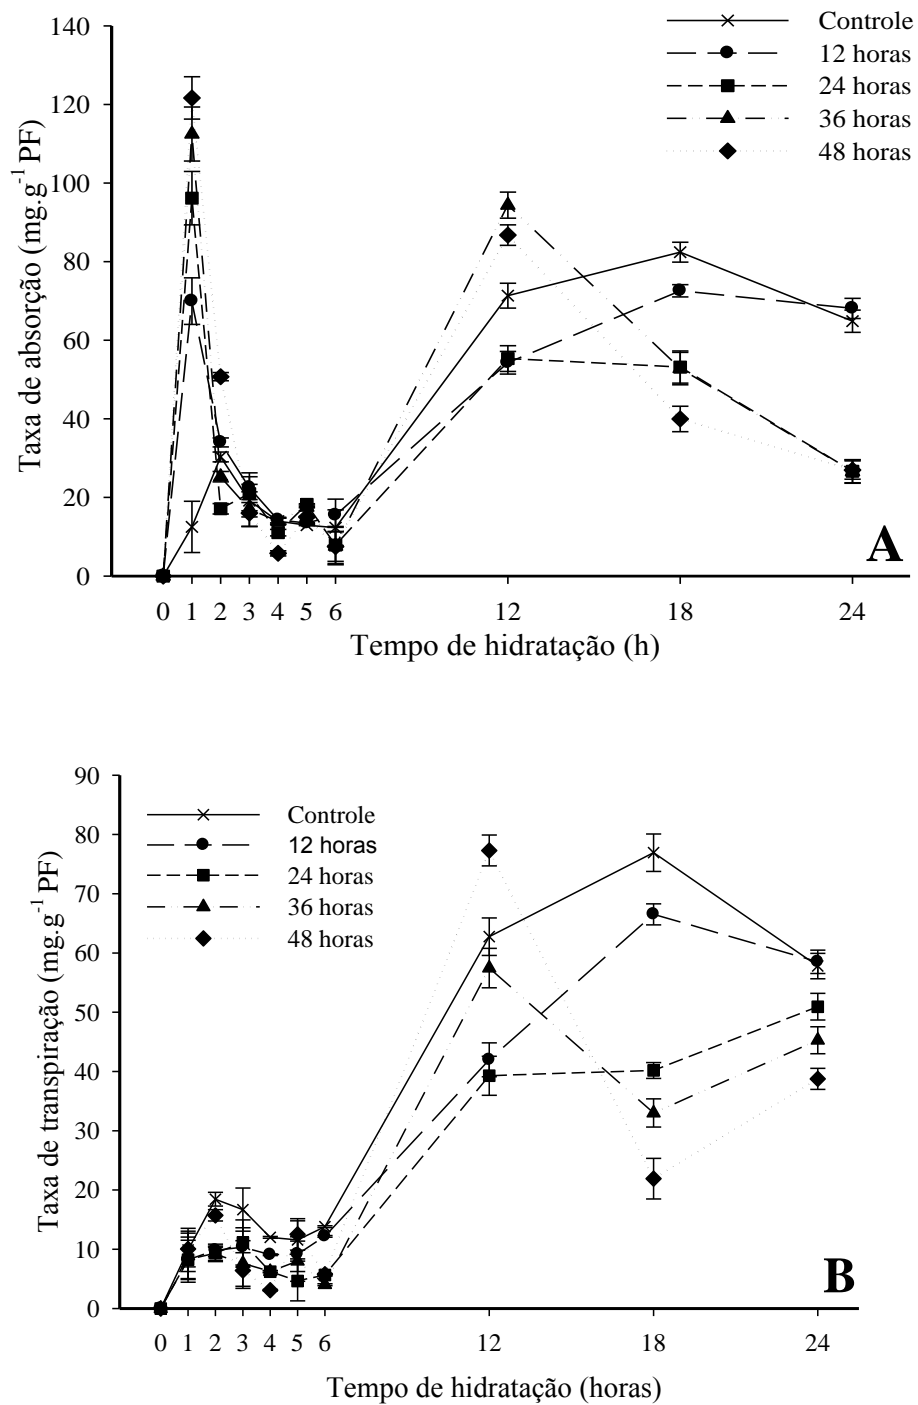 140
120
100
80
60
40
20
0
Taxa de absorção (mg.g⁻¹ PF)
Controle
12 horas
24 horas
36 horas
48 horas
A
0 1 2 3 4 5 6 12 18 24
Tempo de hidratação (h)
90
80
70
60
50
40
30
20
10
0
Taxa de transpiração (mg.g⁻¹ PF)
Controle
12 horas
24 horas
36 horas
48 horas
B
0 1 2 3 4 5 6 12 18 24
Tempo de hidratação (horas)